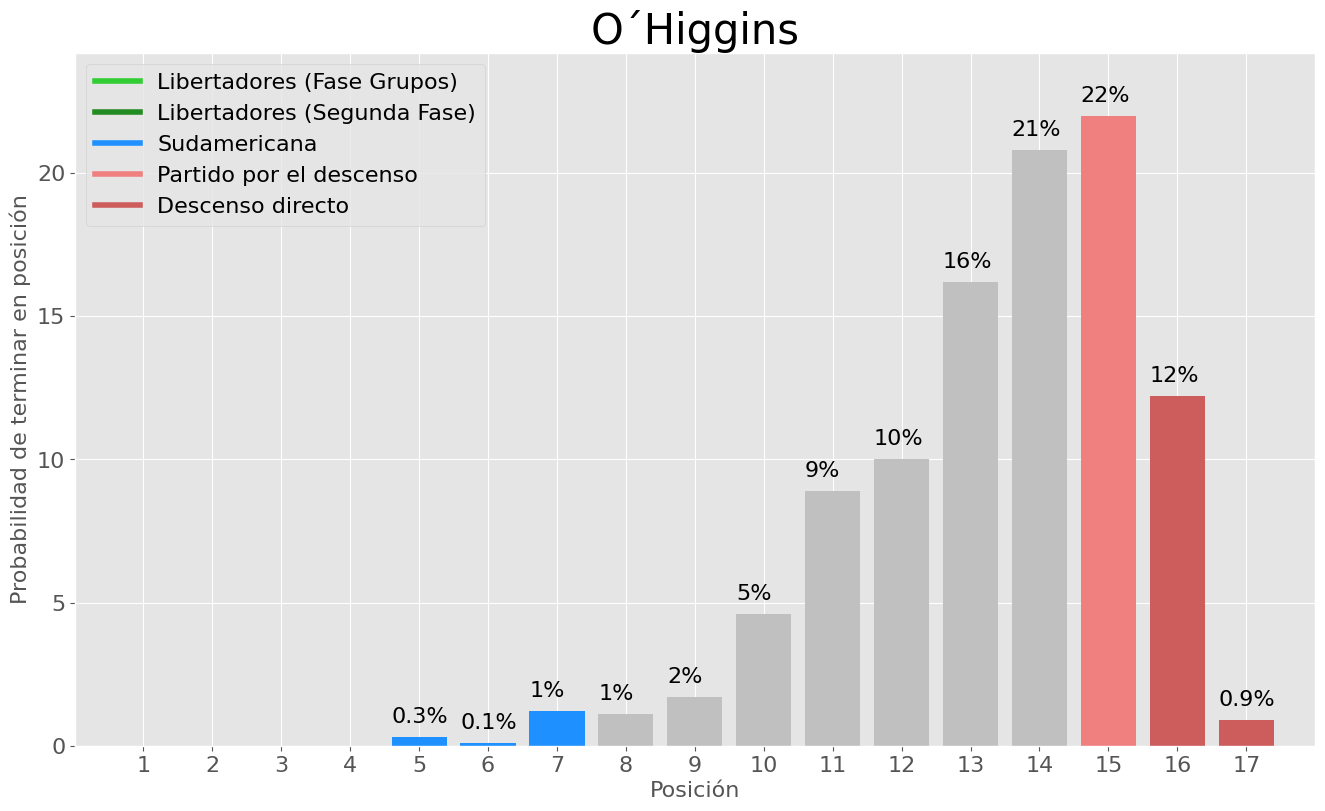 O´Higgins
Libertadores (Fase Grupos)
Libertadores (Segunda Fase)
Sudamericana
Partido por el descenso
Descenso directo
Probabilidad de terminar en posición
20
15
10
5
0
0.3%
0.1%
1%
1%
2%
5%
9%
10%
16%
21%
22%
12%
0.9%
1 2 3 4 5 6 7 8 9 10 11 12 13 14 15 16 17
Posición